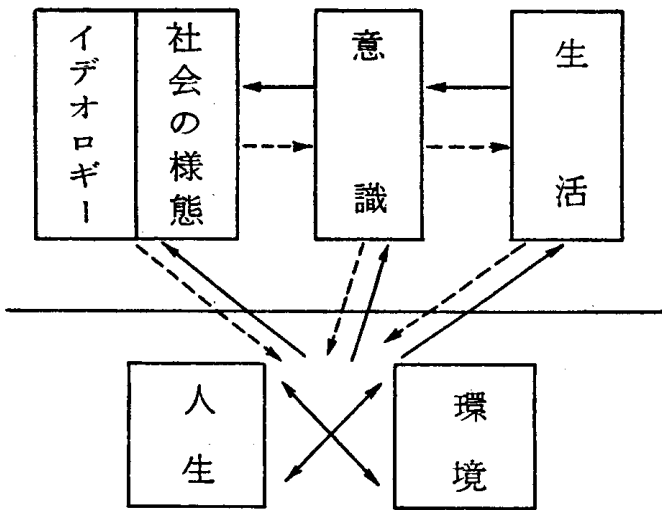 生活
意識
社会の様態
イデオロギー
人生
環境